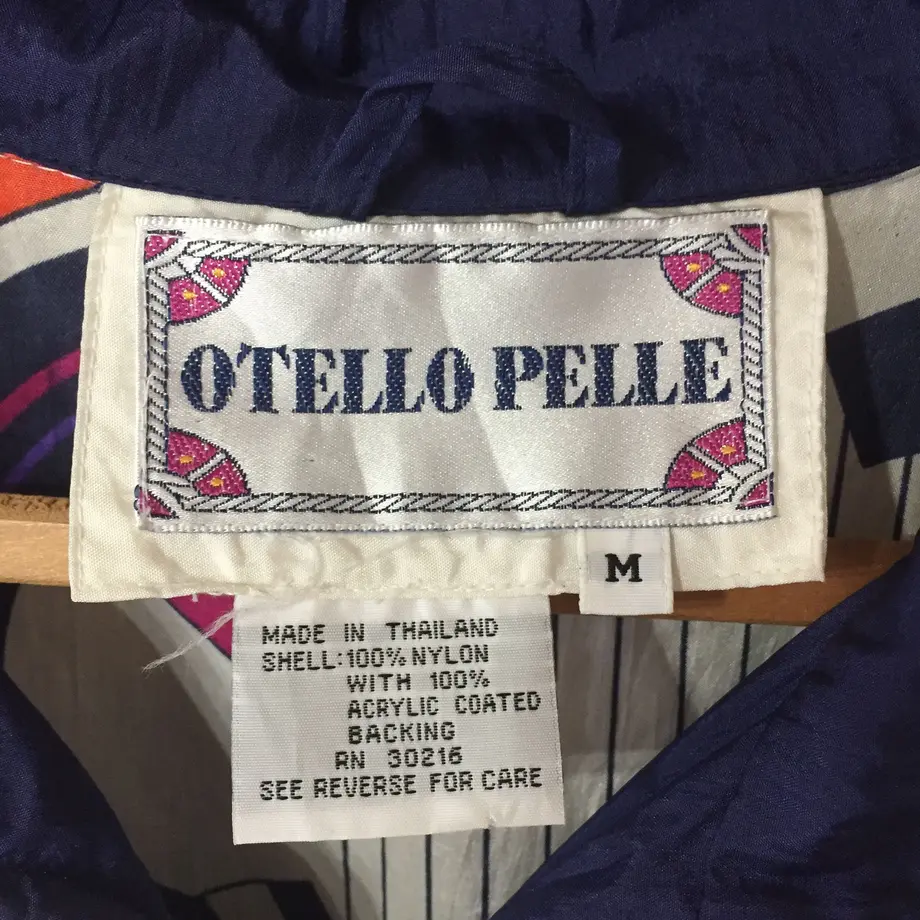 OTELLO PELLE
M
MADE IN THAILAND
SHELL:100% NYLON
WITH 100%
ACRYLIC COATED
BACKING
RN 30216
SEE REVERSE FOR CARE